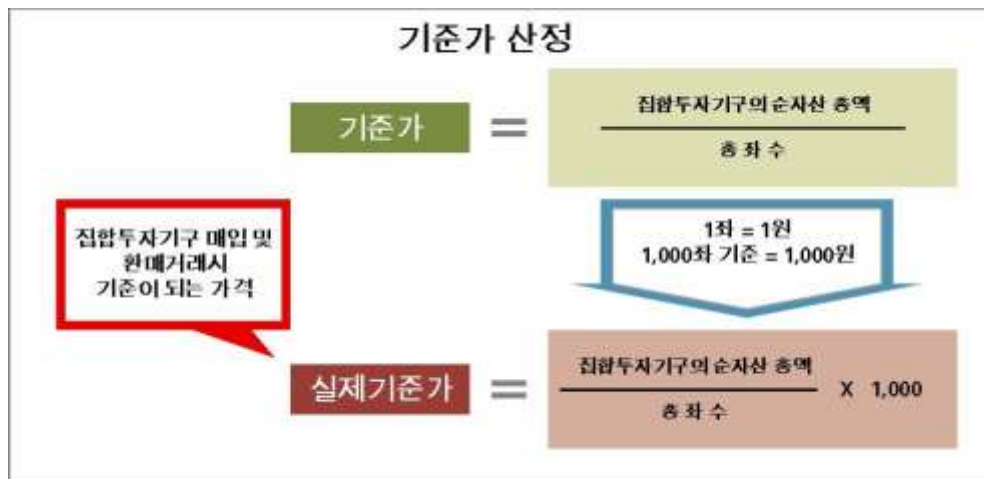 기준가 산정
기준가 = 집합투자기구의 순자산 총액
총 좌 수
집합투자기구 매입 및
환매거래시
기준이 되는 가격
1좌 = 1원
1,000좌 기준 = 1,000원
실제기준가 = 집합투자기구의 순자산 총액
총 좌 수
X 1,000